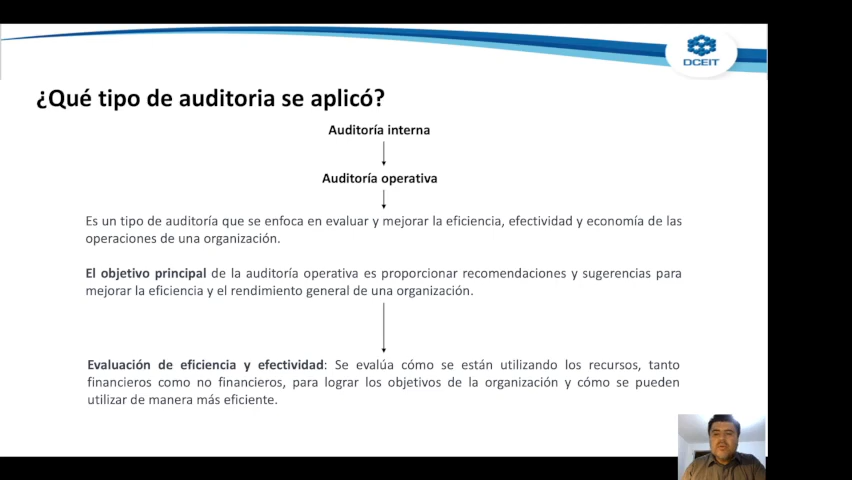 DCEIT
¿Qué tipo de auditoria se aplicó?
Auditoría interna
Auditoría operativa
Es un tipo de auditoría que se enfoca en evaluar y mejorar la eficiencia, efectividad y economía de las
operaciones de una organización.
El objetivo principal de la auditoría operativa es proporcionar recomendaciones y sugerencias para
mejorar la eficiencia y el rendimiento general de una organización.
Evaluación de eficiencia y efectividad: Se evalúa cómo se están utilizando los recursos, tanto
financieros como no financieros, para lograr los objetivos de la organización y cómo se pueden
utilizar de manera más eficiente.